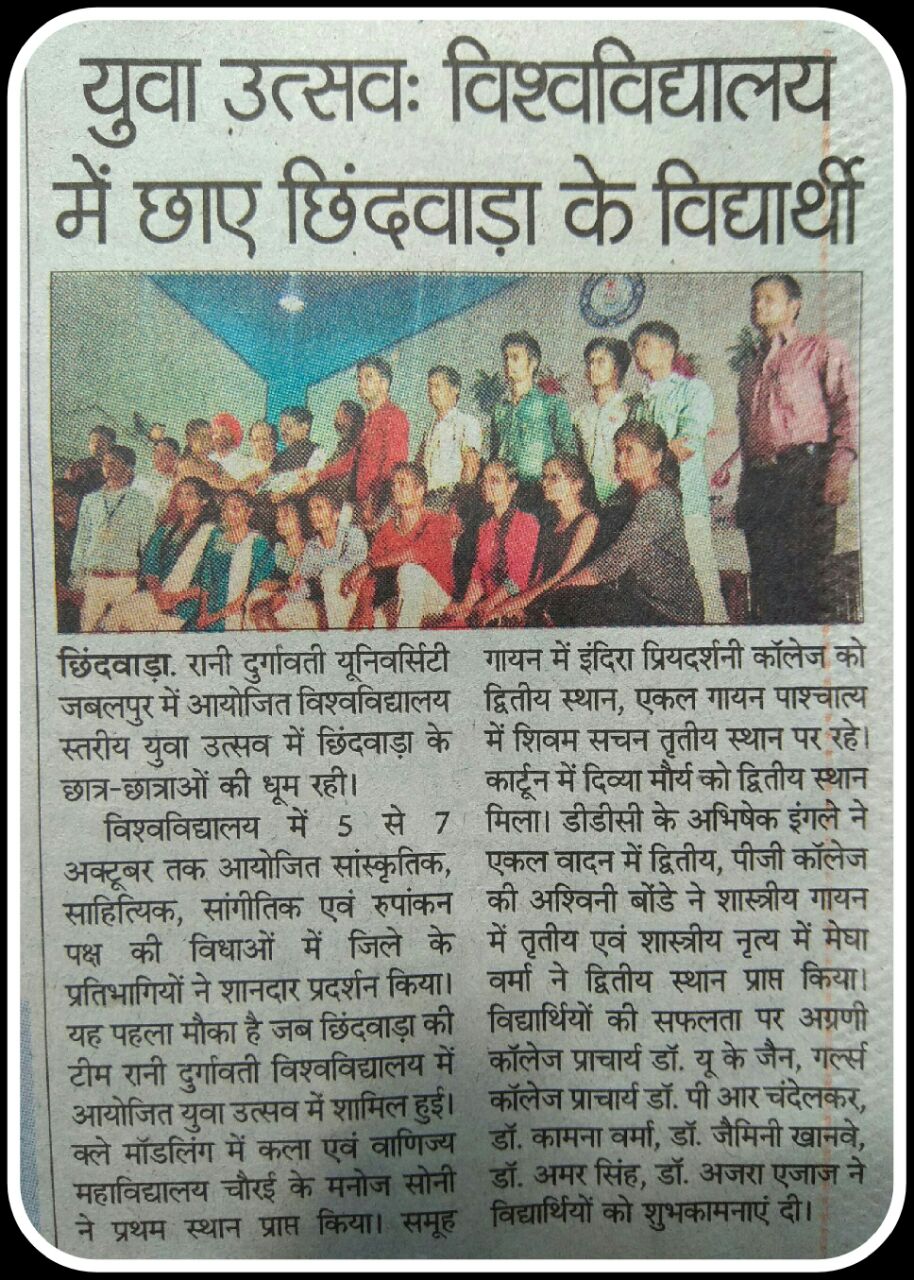 युवा उत्सवः विश्वविद्यालय
में छाए छिंदवाड़ा के विद्यार्थी
छिंदवाड़ा. रानी दुर्गावती यूनिवर्सिटी
जबलपुर में आयोजित विश्वविद्यालय
स्तरीय युवा उत्सव में छिंदवाड़ा के
छात्र-छात्राओं की धूम रही।
विश्वविद्यालय में 5 से 7
अक्टूबर तक आयोजित सांस्कृतिक,
साहित्यिक, सांगीतिक एवं रुपांकन
पक्ष की विधाओं में जिले के
प्रतिभागियों ने शानदार प्रदर्शन किया।
यह पहला मौका है जब छिंदवाड़ा की
टीम रानी दुर्गावती विश्वविद्यालय में
आयोजित युवा उत्सव में शामिल हुई।
क्ले मॉडलिंग में कला एवं वाणिज्य
महाविद्यालय चौरई के मनोज सोनी
ने प्रथम स्थान प्राप्त किया। समूह
गायन में इंदिरा प्रियदर्शनी कॉलेज को
द्वितीय स्थान, एकल गायन पाश्चात्य
में शिवम सचन तृतीय स्थान पर रहे।
कार्टून में दिव्या मौर्य को द्वितीय स्थान
मिला। डीडीसी के अभिषेक इंगले ने
एकल वादन में द्वितीय, पीजी कॉलेज
की अश्विनी बोंडे ने शास्त्रीय गायन
में तृतीय एवं शास्त्रीय नृत्य में मेघा
वर्मा ने द्वितीय स्थान प्राप्त किया।
विद्यार्थियों की सफलता पर अग्रणी
कॉलेज प्राचार्य डॉ. यू के जैन, गर्ल्स
कॉलेज प्राचार्य डॉ. पी आर चंदेलकर,
डॉ. कामना वर्मा, डॉ. जैमिनी खानवे,
डॉ. अमर सिंह, डॉ. अजरा एजाज ने
विद्यार्थियों को शुभकामनाएं दी।